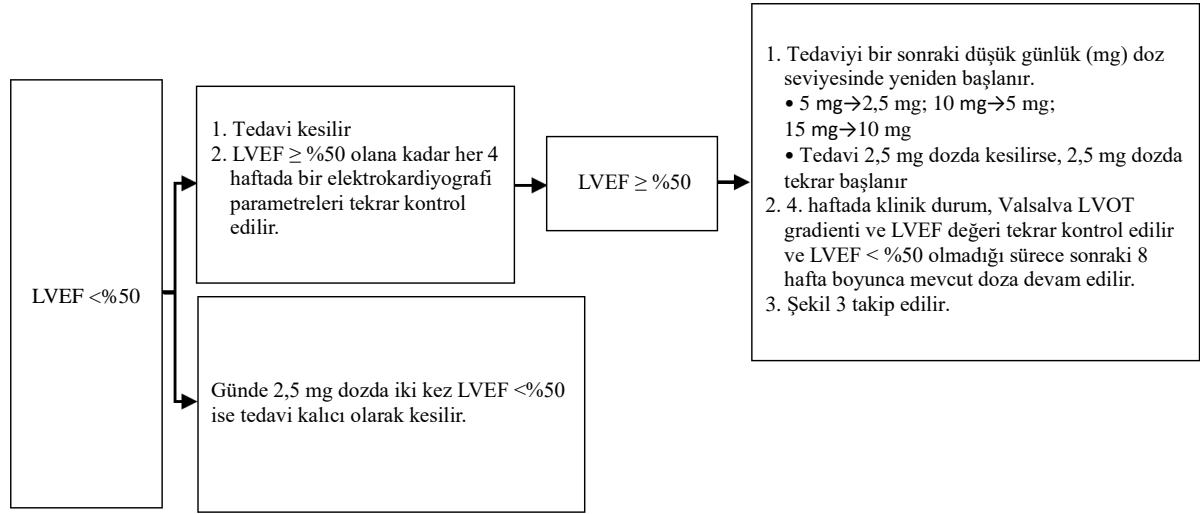 LVEF <%50
1. Tedavi kesilir
2. LVEF ≥ %50 olana kadar her 4
haftada bir elektrokardiyografi
parametreleri tekrar kontrol
edilir.
Günde 2,5 mg dozda iki kez LVEF <%50
ise tedavi kalıcı olarak kesilir.
LVEF ≥ %50
1. Tedaviyi bir sonraki düşük günlük (mg) doz
seviyesinde yeniden başlanır.
• 5 mg→2,5 mg; 10 mg→5 mg;
15 mg→10 mg
• Tedavi 2,5 mg dozda kesilirse, 2,5 mg dozda
tekrar başlanır
2. 4. haftada klinik durum, Valsalva LVOT
gradienti ve LVEF değeri tekrar kontrol edilir
ve LVEF < %50 olmadığı sürece sonraki 8
hafta boyunca mevcut doza devam edilir.
3. Şekil 3 takip edilir.